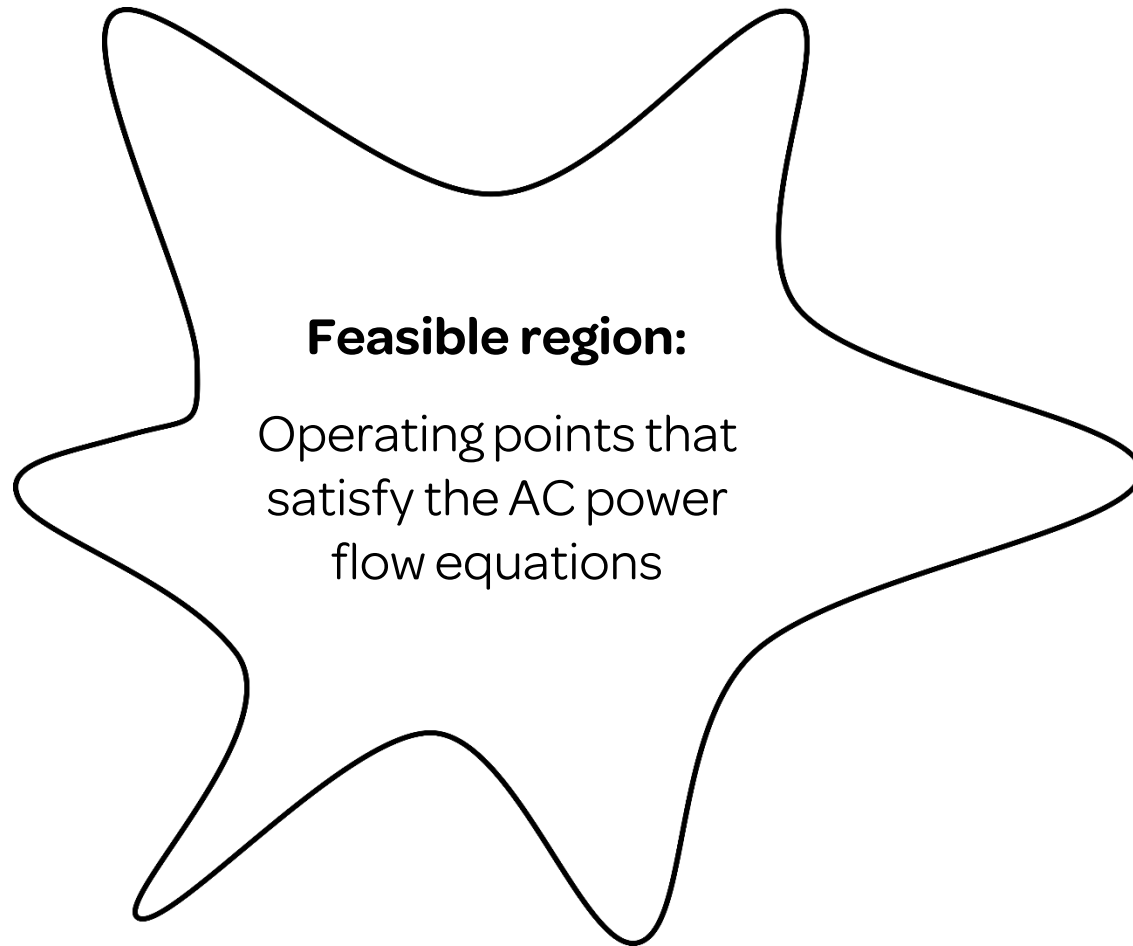 Feasible region:
Operating points that
satisfy the AC power
flow equations